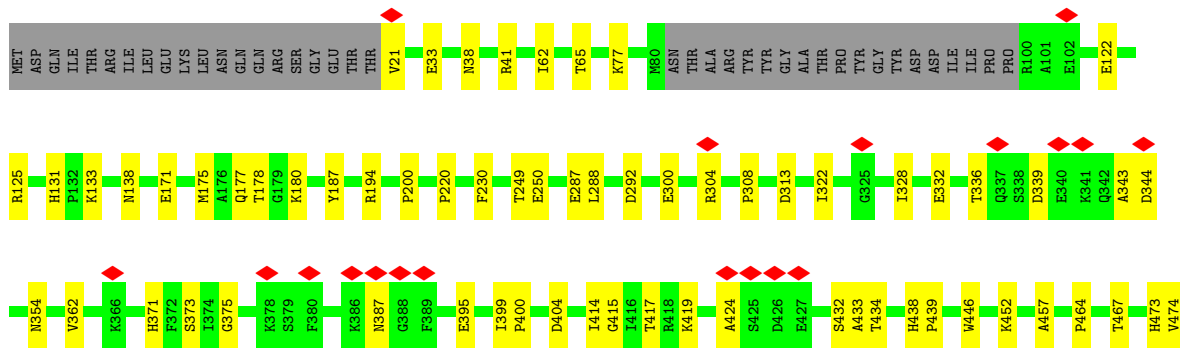 MET ASP GLN ILE THR ARG ILE LEU GLU LYS LEU ASN GLN GLN ARG SER GLY GLU THR THR V21 E33 N38 R41 I62 T65 K77 M80 ASN THR ALA ARG TYR TYR GLY ALA THR PRO TYR GLY TYR ASP ASP ILE ILE PRO PRO R100 A101 E102 E122
R125 H131 P132 K133 N138 E171 M175 A176 Q177 T178 G179 K180 Y187 R194 P200 P220 F230 T249 E250 E287 L288 D292 E300 R304 P308 D313 I322 G325 I328 E332 T336 Q337 S338 D339 E340 K341 Q342 A343 D344
N354 V362 K366 H371 F372 S373 I374 G375 K378 S379 F380 K386 N387 G388 F389 E395 I399 P400 D404 I414 G415 I416 T417 R418 K419 A424 S425 D426 E427 S432 A433 T434 H438 P439 W446 K452 A457 P464 T467 H473 V474